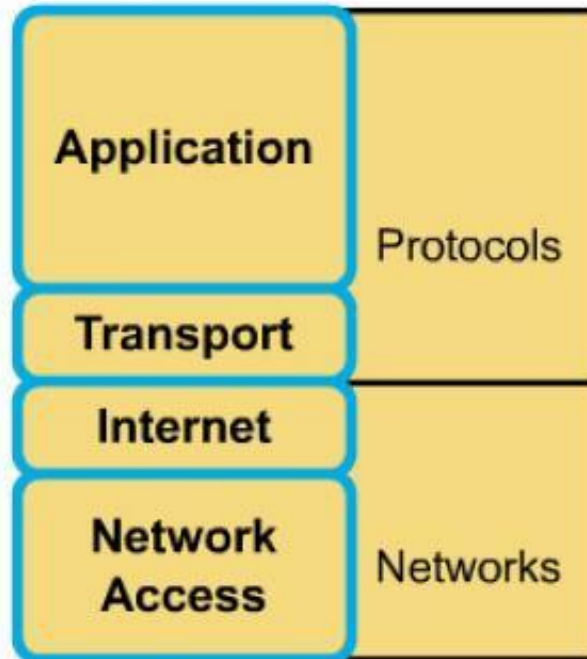 Application
Protocols
Transport
Internet
Network
Access
Networks